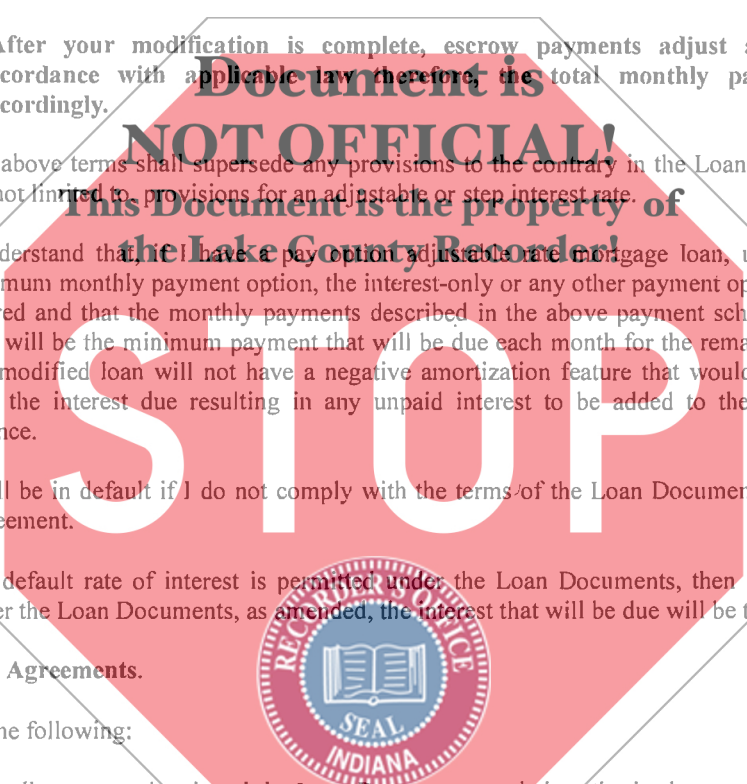 After your modification is complete, escrow payments adjust a
Document is
ccordance with applicable law therefore, the total monthly pa
ccordingly.
NOT OFFICIAL!
above terms shall supersede any provisions to the contrary in the Loan
not limited to, provisions for an adjustable or step interest rate.
This Document is the property of
the Lake County Recorder!
derstand that, if I have a pay option adjustable rate mortgage loan, u
mum monthly payment option, the interest-only or any other payment op
red and that the monthly payments described in the above payment sch
will be the minimum payment that will be due each month for the rema
modified loan will not have a negative amortization feature that would
the interest due resulting in any unpaid interest to be added to the
nce.
STOP
ll be in default if I do not comply with the terms of the Loan Documen
eement.
default rate of interest is permitted under the Loan Documents, then
er the Loan Documents, as amended, the interest that will be due will be t
RECORDER'S OFFICE
SEAL
INDIANA
Agreements.
he following: